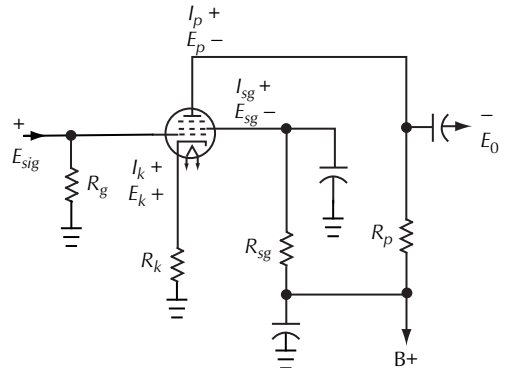 I_p +
E_p −
I_sg +
E_sg −
+
E_sig
−
E_0
I_k +
E_k +
R_g
R_k
R_sg
R_p
B+